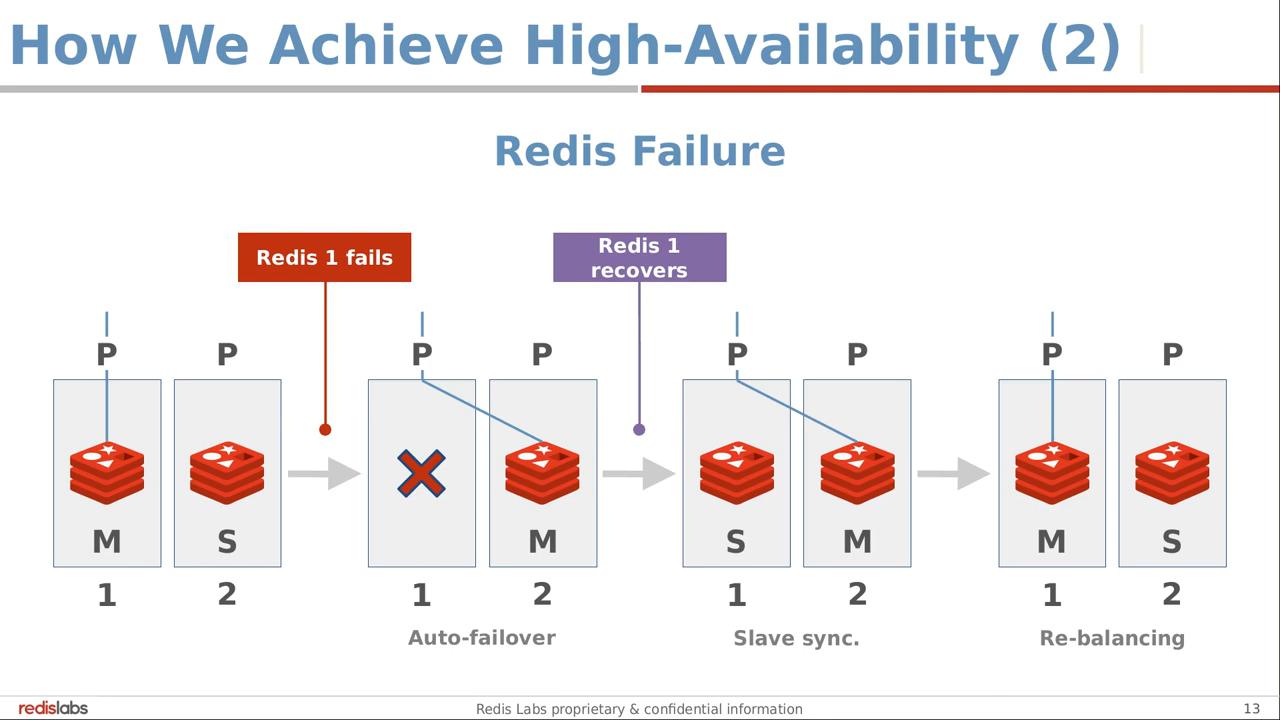 How We Achieve High-Availability (2)
Redis Failure
Redis 1 fails
Redis 1
recovers
P P P P P P P P
M S M S M M S
1 2 1 2 1 2 1 2
Auto-failover Slave sync. Re-balancing
redislabs Redis Labs proprietary & confidential information 13